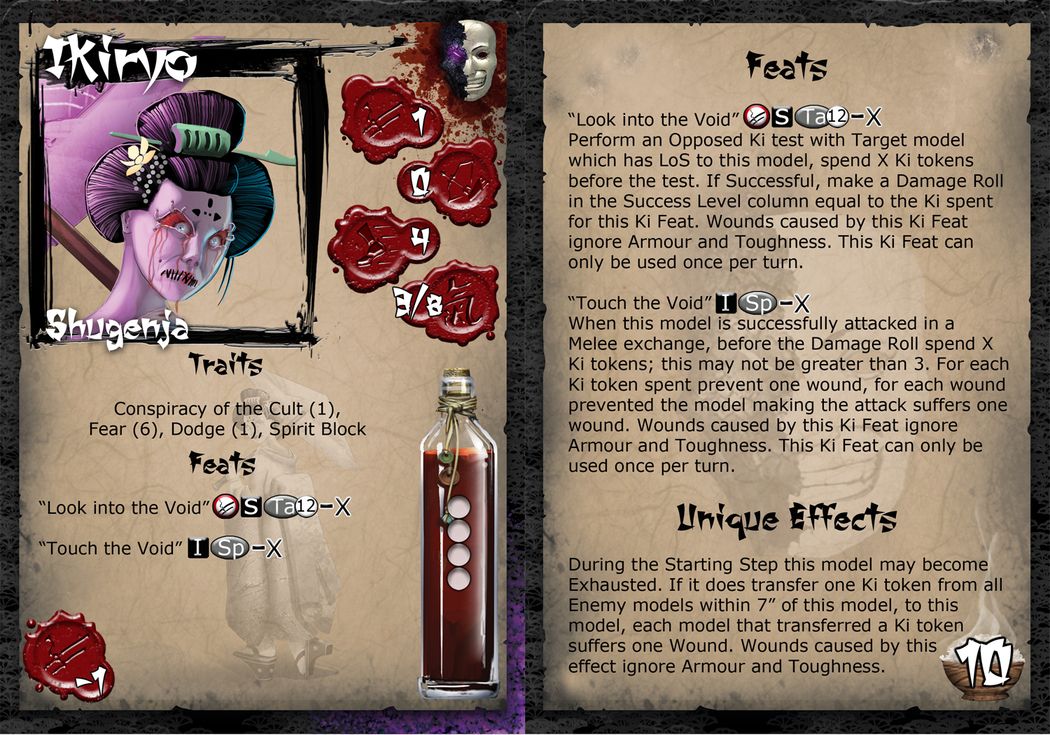 Ikiryo
1
0
4
3/8 氣
Shugenja
Traits
Conspiracy of the Cult (1),
Fear (6), Dodge (1), Spirit Block
Feats
“Look into the Void” S Ta 12 -X
“Touch the Void” I Sp -X
-1
Feats
“Look into the Void” S Ta 12 -X
Perform an Opposed Ki test with Target model
which has LoS to this model, spend X Ki tokens
before the test. If Successful, make a Damage Roll
in the Success Level column equal to the Ki spent
for this Ki Feat. Wounds caused by this Ki Feat
ignore Armour and Toughness. This Ki Feat can
only be used once per turn.
“Touch the Void” I Sp -X
When this model is successfully attacked in a
Melee exchange, before the Damage Roll spend X
Ki tokens; this may not be greater than 3. For each
Ki token spent prevent one wound, for each wound
prevented the model making the attack suffers one
wound. Wounds caused by this Ki Feat ignore
Armour and Toughness. This Ki Feat can only be
used once per turn.
Unique Effects
During the Starting Step this model may become
Exhausted. If it does transfer one Ki token from all
Enemy models within 7” of this model, to this
model, each model that transferred a Ki token
suffers one Wound. Wounds caused by this
effect ignore Armour and Toughness.
10